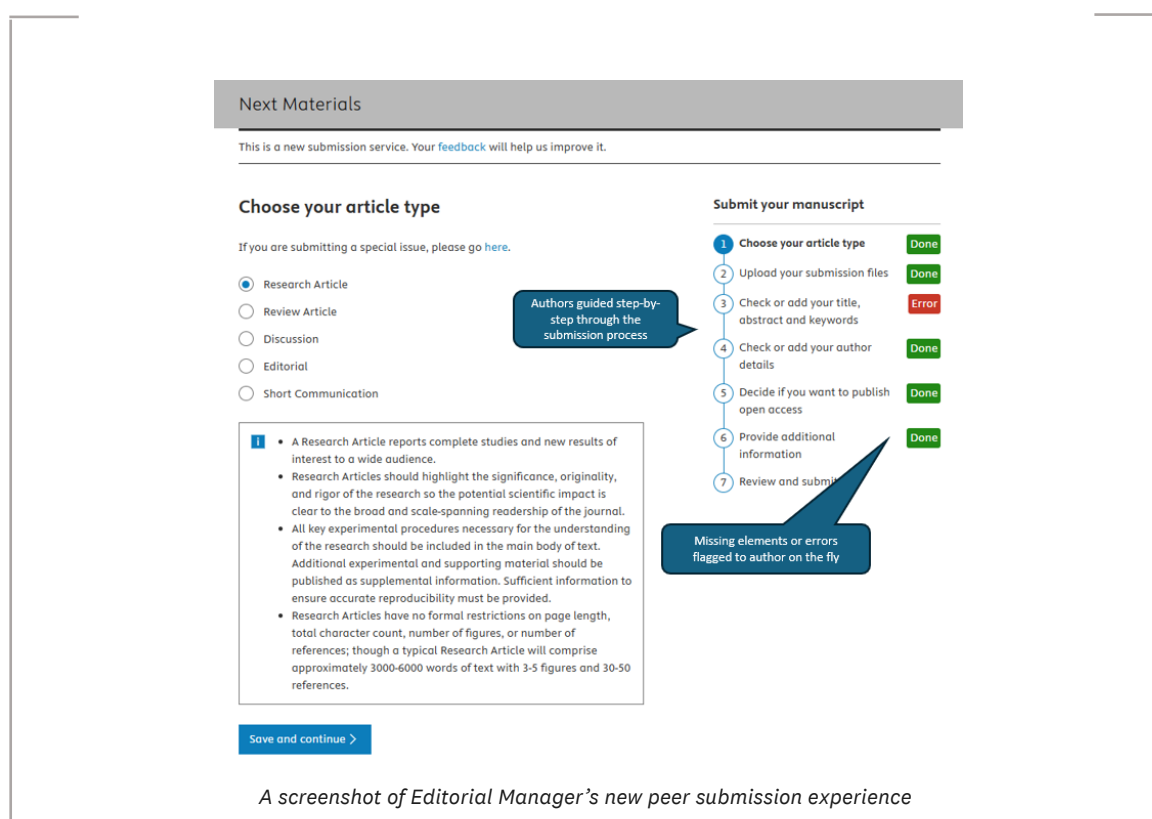 Next Materials
This is a new submission service. Your feedback will help us improve it.
Choose your article type
If you are submitting a special issue, please go here.
Research Article
Review Article
Discussion
Editorial
Short Communication
i
• A Research Article reports complete studies and new results of
interest to a wide audience.
• Research Articles should highlight the significance, originality,
and rigor of the research so the potential scientific impact is
clear to the broad and scale-spanning readership of the journal.
• All key experimental procedures necessary for the understanding
of the research should be included in the main body of text.
Additional experimental and supporting material should be
published as supplemental information. Sufficient information to
ensure accurate reproducibility must be provided.
• Research Articles have no formal restrictions on page length,
total character count, number of figures, or number of
references; though a typical Research Article will comprise
approximately 3000-6000 words of text with 3-5 figures and 30-50
references.
Save and continue >
Submit your manuscript
1 Choose your article type Done
2 Upload your submission files Done
3 Check or add your title, Error
abstract and keywords
4 Check or add your author Done
details
5 Decide if you want to publish Done
open access
6 Provide additional Done
information
7 Review and submit
Authors guided step-by-
step through the
submission process
Missing elements or errors
flagged to author on the fly
A screenshot of Editorial Manager's new peer submission experience